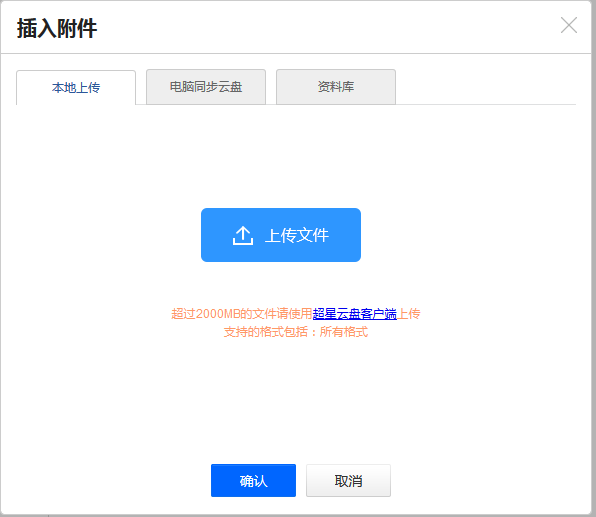 插入附件
本地上传 电脑同步云盘 资料库
上传文件
超过2000MB的文件请使用超星云盘客户端上传
支持的格式包括：所有格式
确认 取消